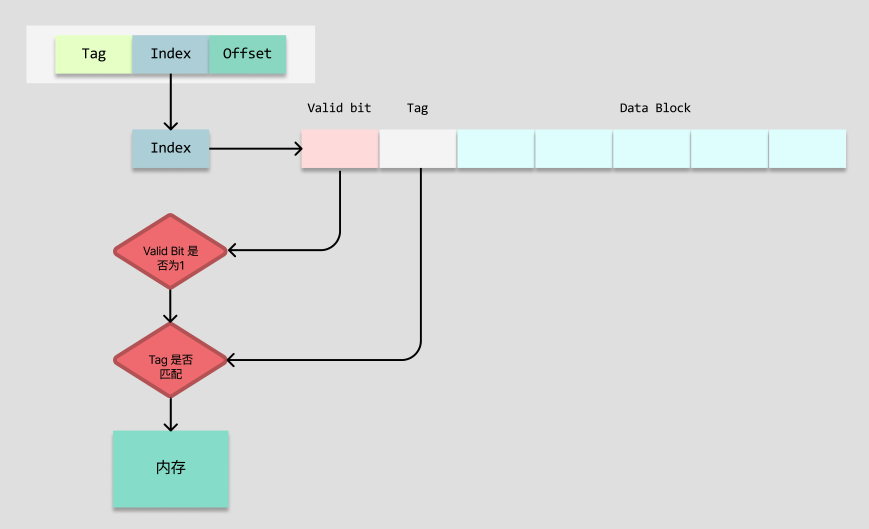 Tag Index Offset
Valid bit Tag Data Block
Index
Valid Bit 是
否为1
Tag 是否
匹配
内存